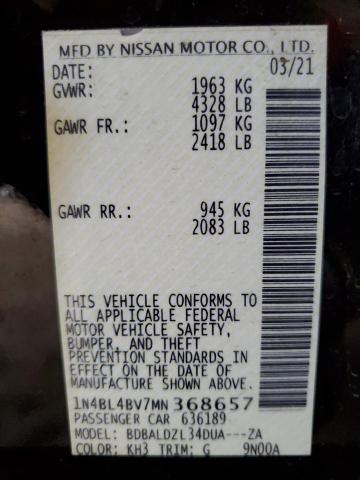 MFD BY NISSAN MOTOR CO., LTD.
DATE: 03/21
GVWR: 1963 KG
4328 LB
GAWR FR.: 1097 KG
2418 LB
GAWR RR.: 945 KG
2083 LB
THIS VEHICLE CONFORMS TO
ALL APPLICABLE FEDERAL
MOTOR VEHICLE SAFETY,
BUMPER, AND THEFT
PREVENTION STANDARDS IN
EFFECT ON THE DATE OF
MANUFACTURE SHOWN ABOVE.
1N4BL4BV7MN368657
PASSENGER CAR 636189
MODEL: BDBALDZL34DUA---ZA
COLOR: KH3 TRIM: G 9N00A